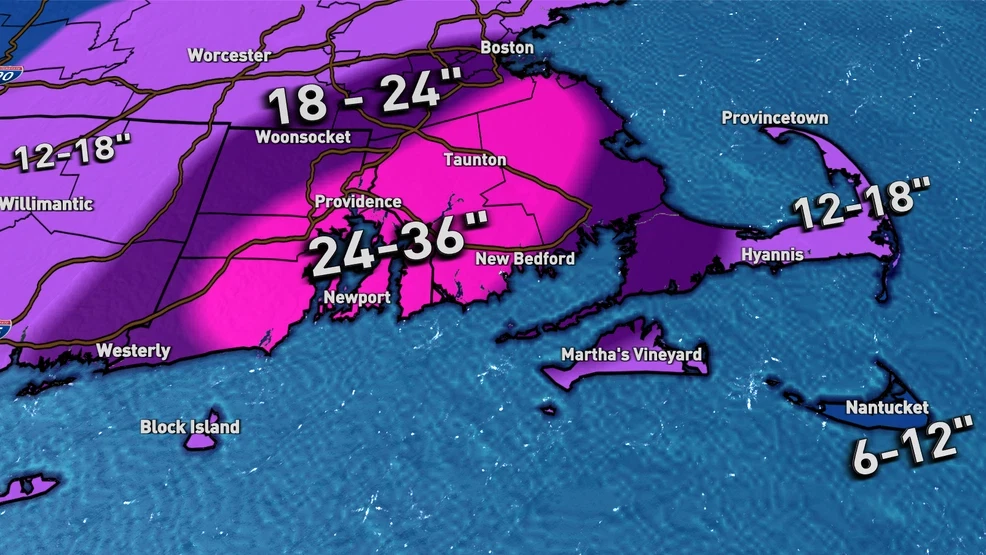 Worcester
Boston
90
18 - 24"
Provincetown
Woonsocket
12-18"
Taunton
12-18"
Willimantic
Providence
24-36"
Hyannis
New Bedford
Newport
Westerly
Martha's Vineyard
Nantucket
Block Island
6-12"